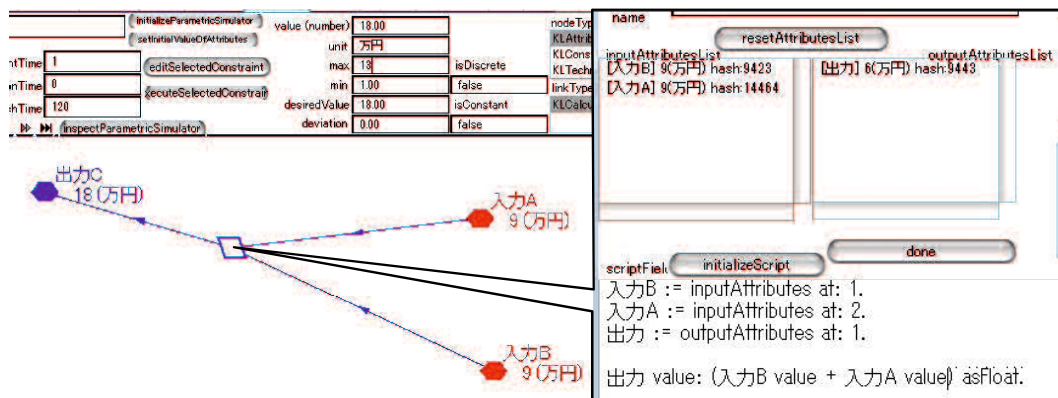 initializeParametricSimulator
setInitialValueOfAttributes
Time 1
editSelectedConstraint
nTime 0
executeSelectedConstrain
hTime 120
inspectParametricSimulator
value (number) 18.00
unit 万円
max 13 isDiscrete
min 1.00 false
desiredValue 18.00 isConstant
deviation 0.00 false
nodeTyp
KLAttrib
KLCons
KLTechn
linkType
KLCalcu
出力C
18(万円)
入力A
9(万円)
入力B
9(万円)
name
resetAttributesList
inputAttributesList outputAttributesList
[入力B] 9(万円) hash:9423
[入力A] 9(万円) hash:14464
[出力] 6(万円) hash:9443
done
scriptField initializeScript
入力B := inputAttributes at: 1.
入力A := inputAttributes at: 2.
出力 := outputAttributes at: 1.
出力 value: (入力B value + 入力A value) asFloat.